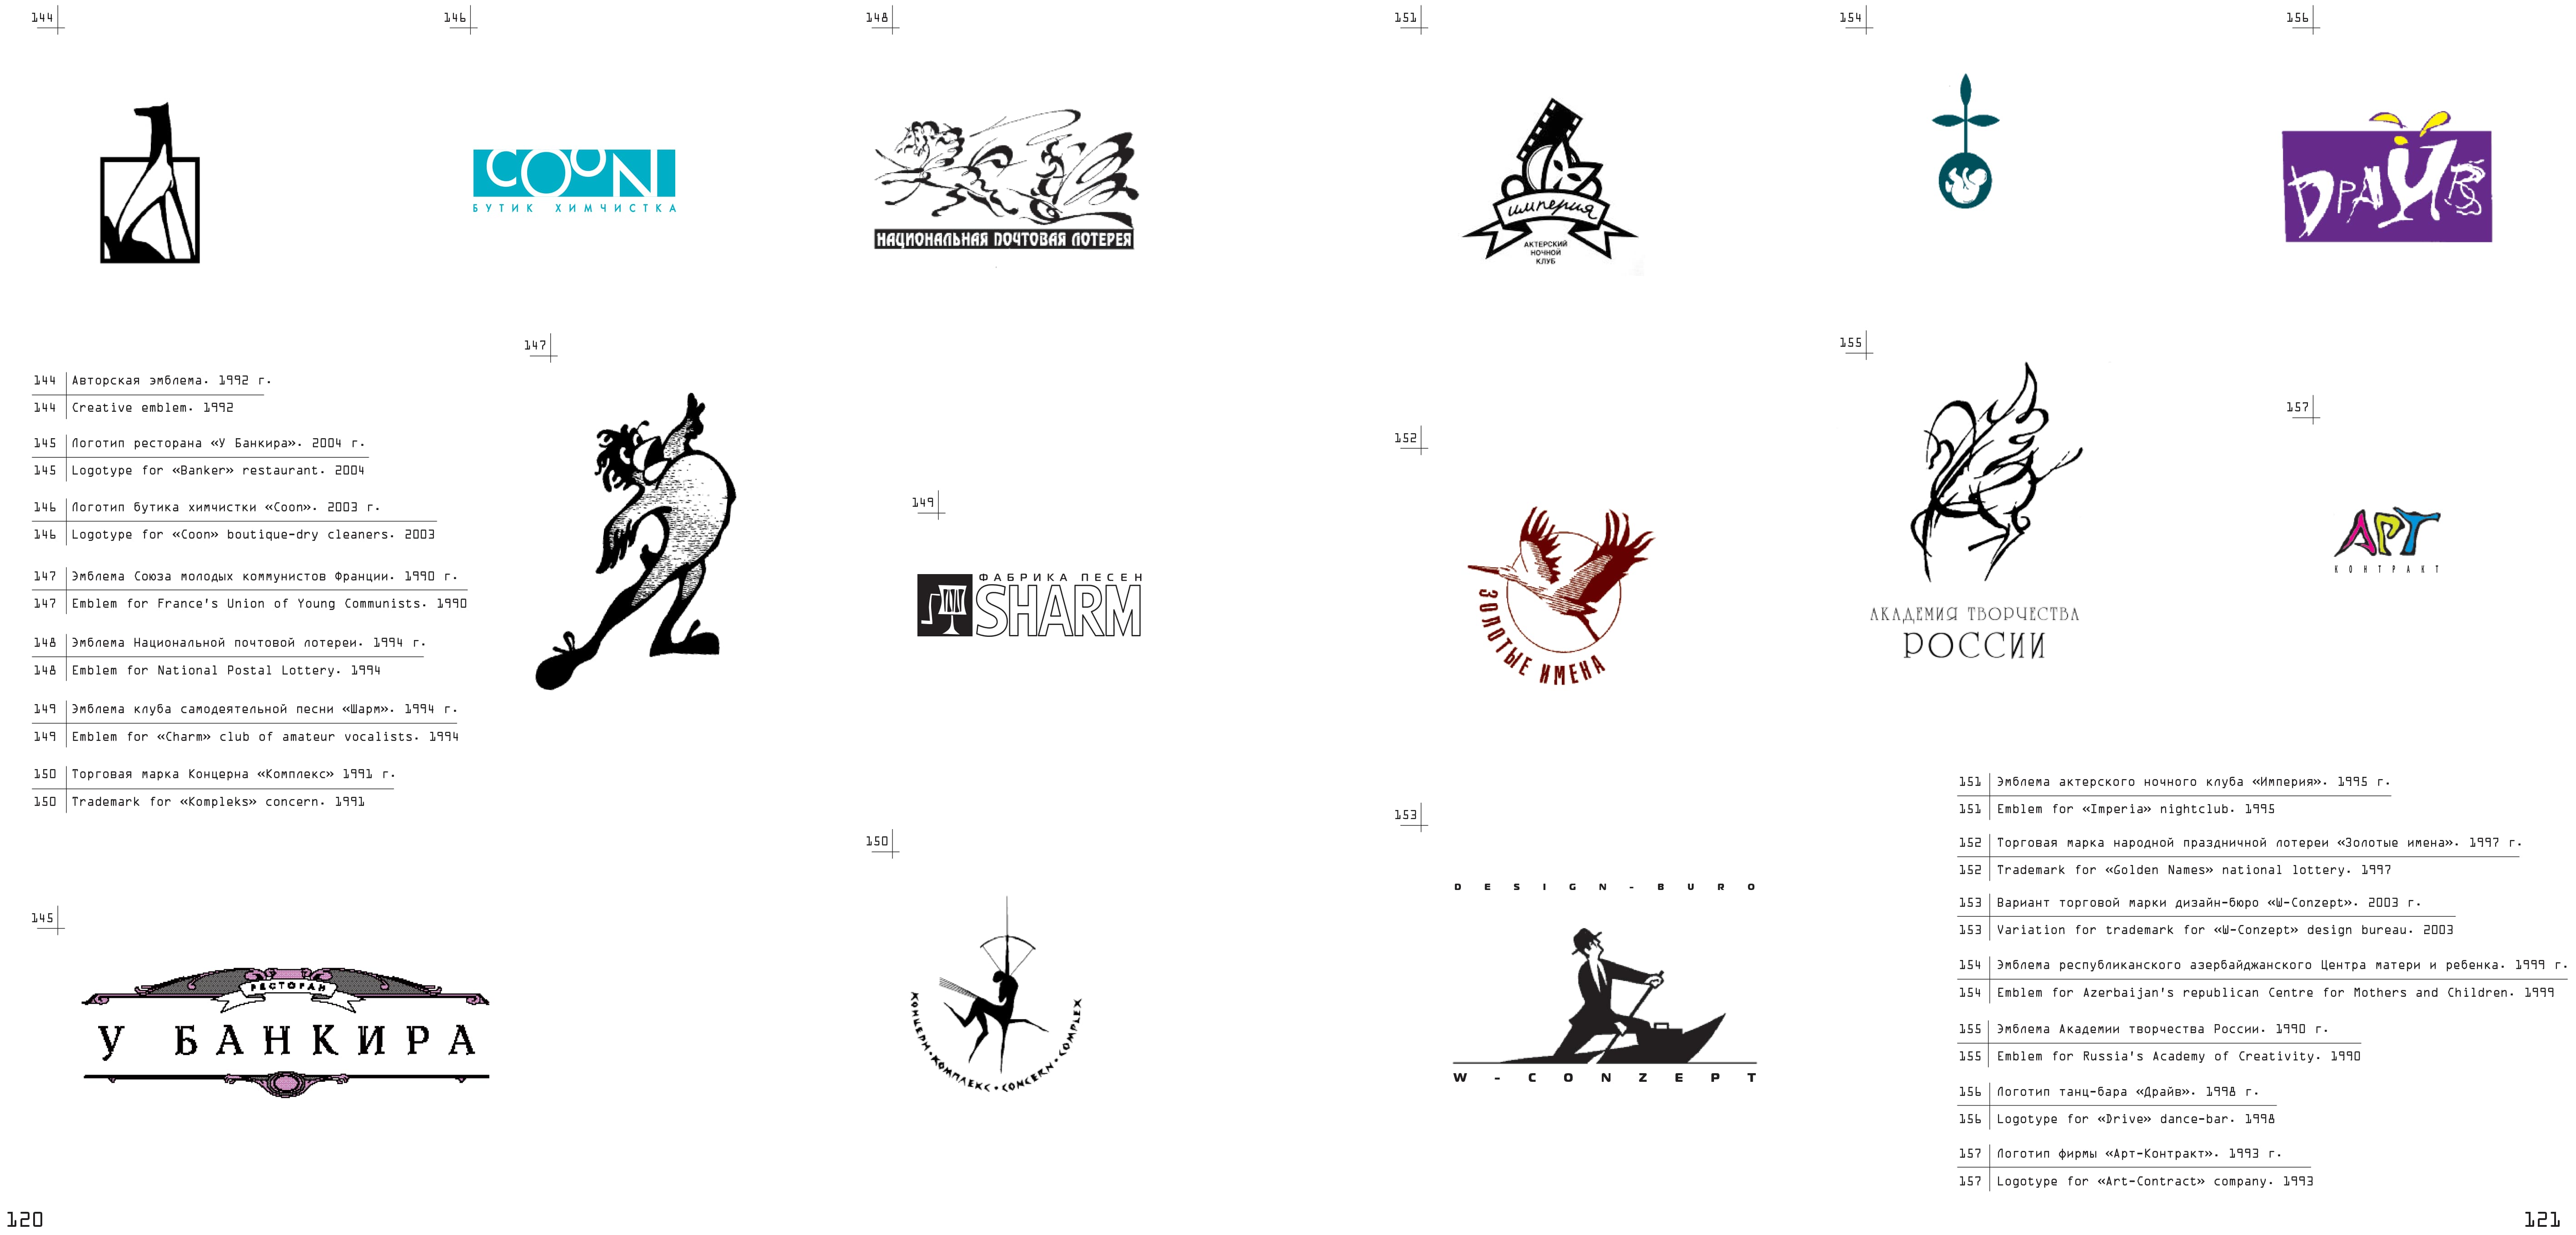 144
146
148
151
154
156
COON
БУТИК ХИМЧИСТКА
НАЦИОНАЛЬНАЯ ПОЧТОВАЯ ЛОТЕРЕЯ
империя
АКТЕРСКИЙ
НОЧНОЙ
КЛУБ
ДРАЙВ
147
144 Авторская эмблема. 1992 г.
144 Creative emblem. 1992
145 Логотип ресторана «У Банкира». 2004 г.
145 Logotype for «Banker» restaurant. 2004
146 Логотип бутика химчистки «Coon». 2003 г.
146 Logotype for «Coon» boutique-dry cleaners. 2003
147 Эмблема Союза молодых коммунистов Франции. 1990 г.
147 Emblem for France's Union of Young Communists. 1990
148 Эмблема Национальной почтовой лотереи. 1994 г.
148 Emblem for National Postal Lottery. 1994
149 Эмблема клуба самодеятельной песни «Шарм». 1994 г.
149 Emblem for «Charm» club of amateur vocalists. 1994
150 Торговая марка Концерна «Комплекс» 1991 г.
150 Trademark for «Kompleks» concern. 1991
149
ФАБРИКА ПЕСЕН
SHARM
152
ЗОЛОТЫЕ ИМЕНА
155
АКАДЕМИЯ ТВОРЧЕСТВА
РОССИИ
157
АРТ
КОНТРАКТ
145
РЕСТОРАН
У БАНКИРА
150
КОНЦЕРН • КОМПЛЕКС • CONCERN • COMPLEX
153
DESIGN-BURO
W-CONZEPT
151 Эмблема актерского ночного клуба «Империя». 1995 г.
151 Emblem for «Imperia» nightclub. 1995
152 Торговая марка народной праздничной лотереи «Золотые имена». 1997 г.
152 Trademark for «Golden Names» national lottery. 1997
153 Вариант торговой марки дизайн-бюро «W-Conzept». 2003 г.
153 Variation for trademark for «W-Conzept» design bureau. 2003
154 Эмблема республиканского азербайджанского Центра матери и ребенка. 1999 г.
154 Emblem for Azerbaijan's republican Centre for Mothers and Children. 1999
155 Эмблема Академии творчества России. 1990 г.
155 Emblem for Russia's Academy of Creativity. 1990
156 Логотип танц-бара «Драйв». 1998 г.
156 Logotype for «Drive» dance-bar. 1998
157 Логотип фирмы «Арт-Контракт». 1993 г.
157 Logotype for «Art-Contract» company. 1993
120
121